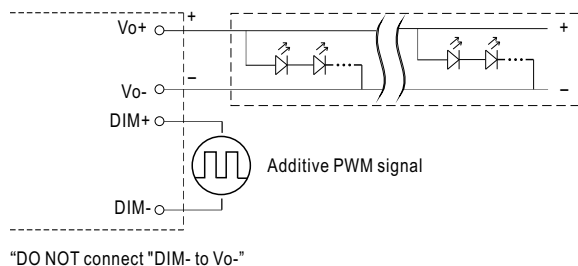 Vo+
+
+
Vo-
−
−
DIM+
Additive PWM signal
DIM-
“DO NOT connect "DIM- to Vo-”